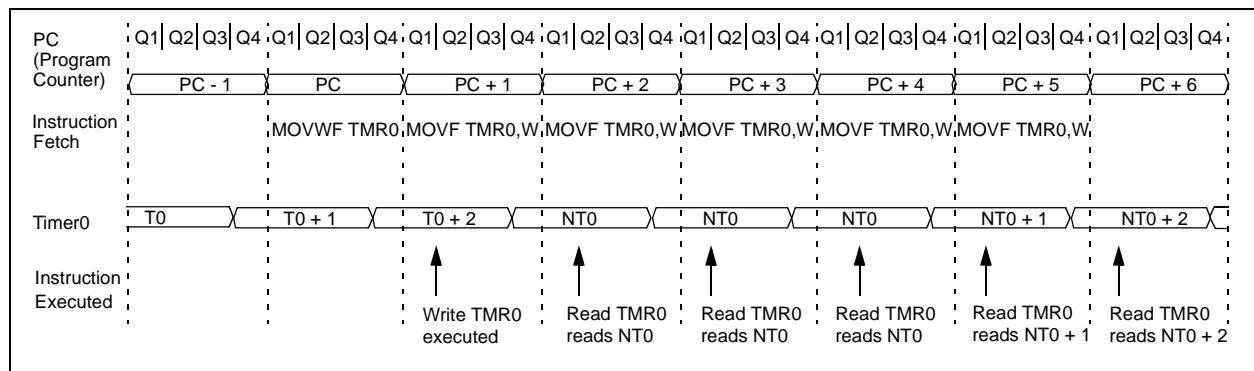 PC
(Program
Counter)
Q1 Q2 Q3 Q4 Q1 Q2 Q3 Q4 Q1 Q2 Q3 Q4 Q1 Q2 Q3 Q4 Q1 Q2 Q3 Q4 Q1 Q2 Q3 Q4 Q1 Q2 Q3 Q4 Q1 Q2 Q3 Q4
PC - 1 PC PC + 1 PC + 2 PC + 3 PC + 4 PC + 5 PC + 6
Instruction
Fetch
MOVWF TMR0 MOVF TMR0,W MOVF TMR0,W MOVF TMR0,W MOVF TMR0,W MOVF TMR0,W
Timer0
T0 T0 + 1 T0 + 2 NT0 NT0 NT0 NT0 + 1 NT0 + 2
Instruction
Executed
Write TMR0
executed
Read TMR0
reads NT0
Read TMR0
reads NT0
Read TMR0
reads NT0
Read TMR0
reads NT0 + 1
Read TMR0
reads NT0 + 2